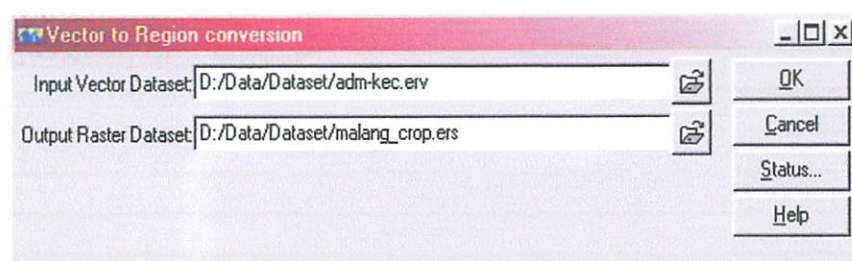 Vector to Region conversion
Input Vector Dataset: D:/Data/Dataset/adm-kec.erv
OK
Output Raster Dataset: D:/Data/Dataset/malang_crop.ers
Cancel
Status...
Help